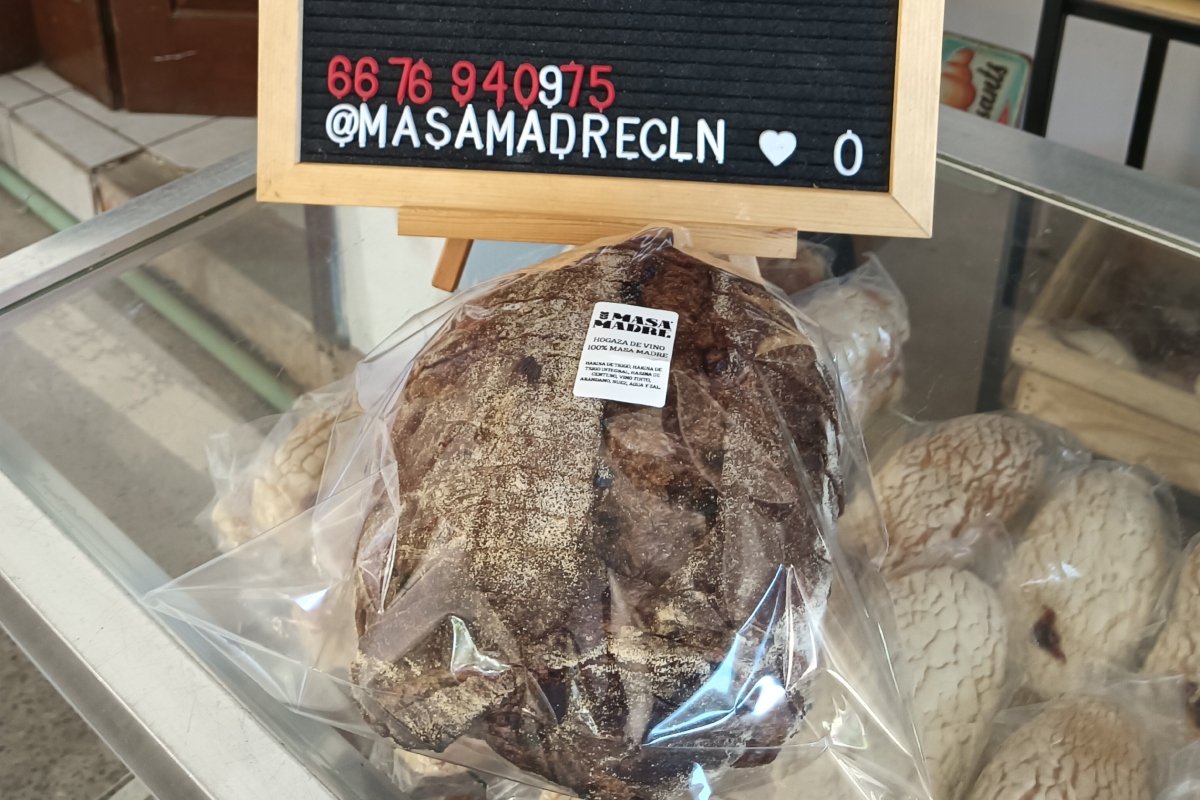 66 76 940975
@MASAMADRECLN ♥ 0
MASA
MADRE
HOGAZA DE VINO
100% MASA MADRE
HARINA DE TRIGO, HARINA DE
TRIGO INTEGRAL, HARINA DE
CENTENO, VINO TINTO,
ARANDANO, NUEZ, AGUA Y SAL.